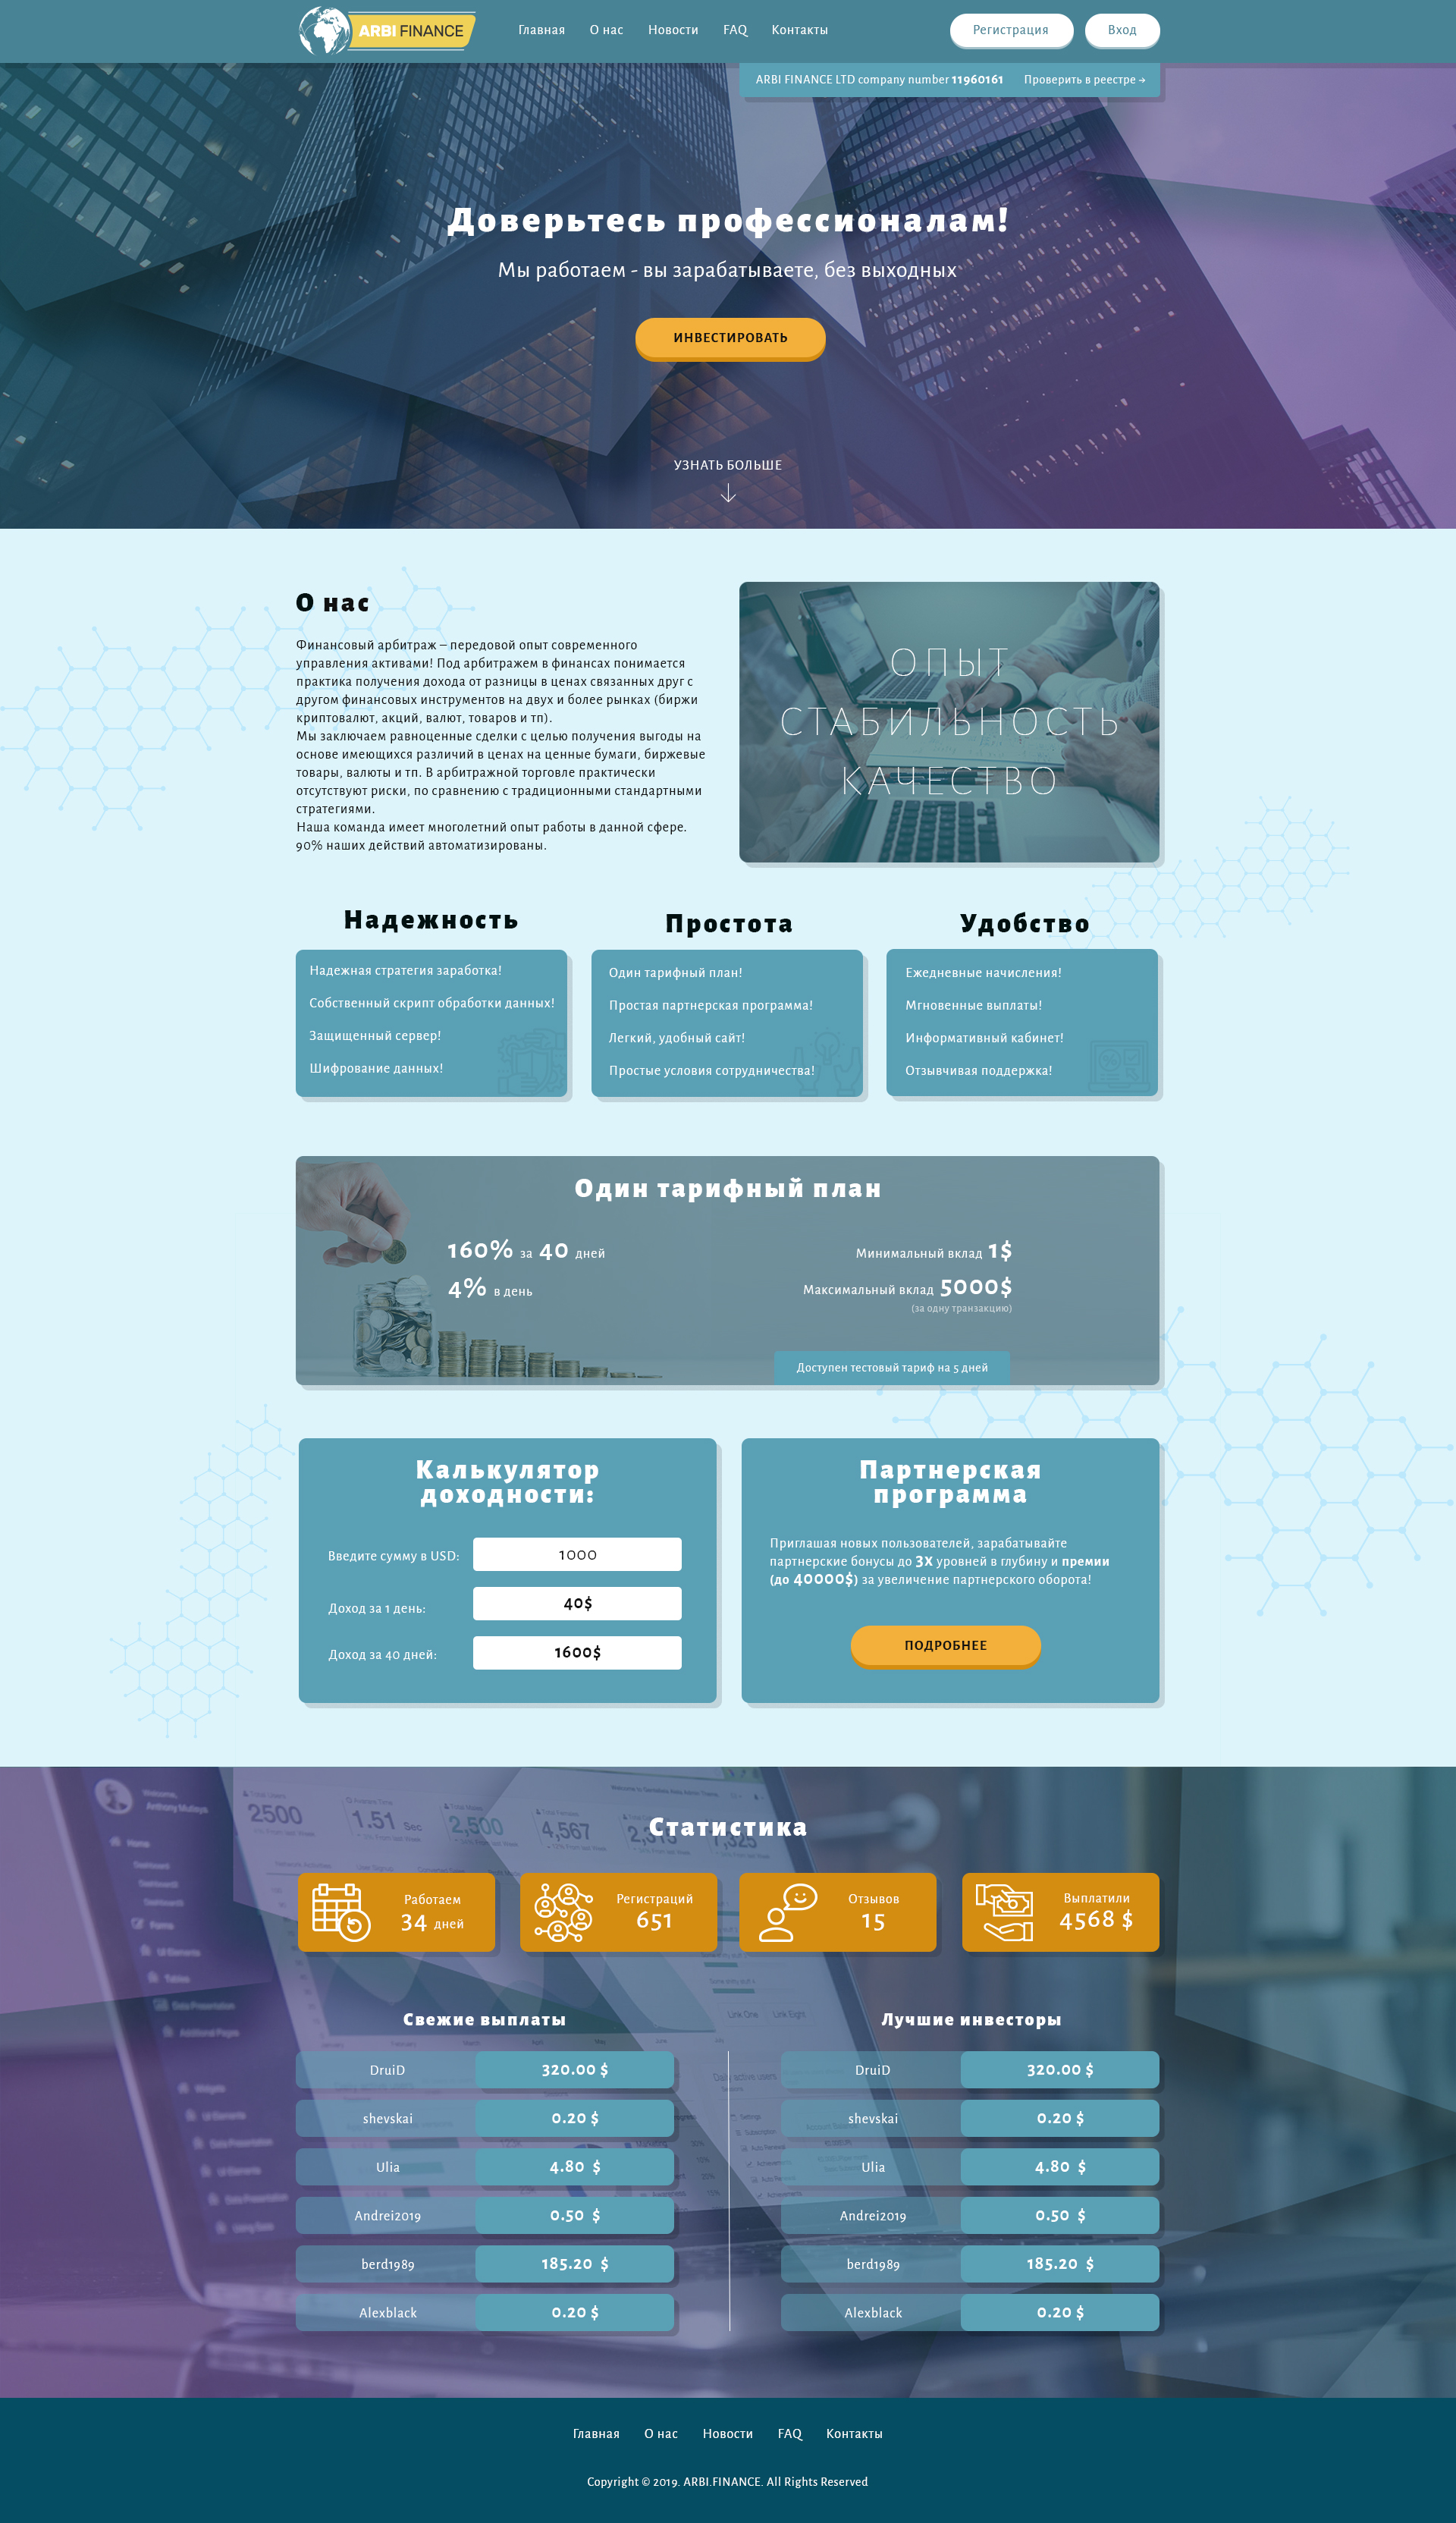 ARBI FINANCE
Главная О нас Новости FAQ Контакты
Регистрация Вход
ARBI FINANCE LTD company number 11960161 Проверить в реестре →
Доверьтесь профессионалам!
Мы работаем - вы зарабатываете, без выходных
ИНВЕСТИРОВАТЬ
УЗНАТЬ БОЛЬШЕ
О нас
Финансовый арбитраж – передовой опыт современного
управления активами! Под арбитражем в финансах понимается
практика получения дохода от разницы в ценах связанных друг с
другом финансовых инструментов на двух и более рынках (биржи
криптовалют, акций, валют, товаров и тп).
Мы заключаем равноценные сделки с целью получения выгоды на
основе имеющихся различий в ценах на ценные бумаги, биржевые
товары, валюты и тп. В арбитражной торговле практически
отсутствуют риски, по сравнению с традиционными стандартными
стратегиями.
Наша команда имеет многолетний опыт работы в данной сфере.
90% наших действий автоматизированы.
ОПЫТ
СТАБИЛЬНОСТЬ
КАЧЕСТВО
Надежность
Надежная стратегия заработка!
Собственный скрипт обработки данных!
Защищенный сервер!
Шифрование данных!
Простота
Один тарифный план!
Простая партнерская программа!
Легкий, удобный сайт!
Простые условия сотрудничества!
Удобство
Ежедневные начисления!
Мгновенные выплаты!
Информативный кабинет!
Отзывчивая поддержка!
Один тарифный план
160% за 40 дней
4% в день
Минимальный вклад 1$
Максимальный вклад 5000$
(за одну транзакцию)
Доступен тестовый тариф на 5 дней
Калькулятор
доходности:
Введите сумму в USD: 1000
Доход за 1 день: 40$
Доход за 40 дней: 1600$
Партнерская
программа
Приглашая новых пользователей, зарабатывайте
партнерские бонусы до 3х уровней в глубину и премии
(до 40000$) за увеличение партнерского оборота!
ПОДРОБНЕЕ
Статистика
Работаем
34 дней
Регистраций
651
Отзывов
15
Выплатили
4568 $
Свежие выплаты
DruiD 320.00 $
shevskai 0.20 $
Ulia 4.80 $
Andrei2019 0.50 $
berd1989 185.20 $
Alexblack 0.20 $
Лучшие инвесторы
DruiD 320.00 $
shevskai 0.20 $
Ulia 4.80 $
Andrei2019 0.50 $
berd1989 185.20 $
Alexblack 0.20 $
Главная О нас Новости FAQ Контакты
Copyright © 2019. ARBI.FINANCE. All Rights Reserved